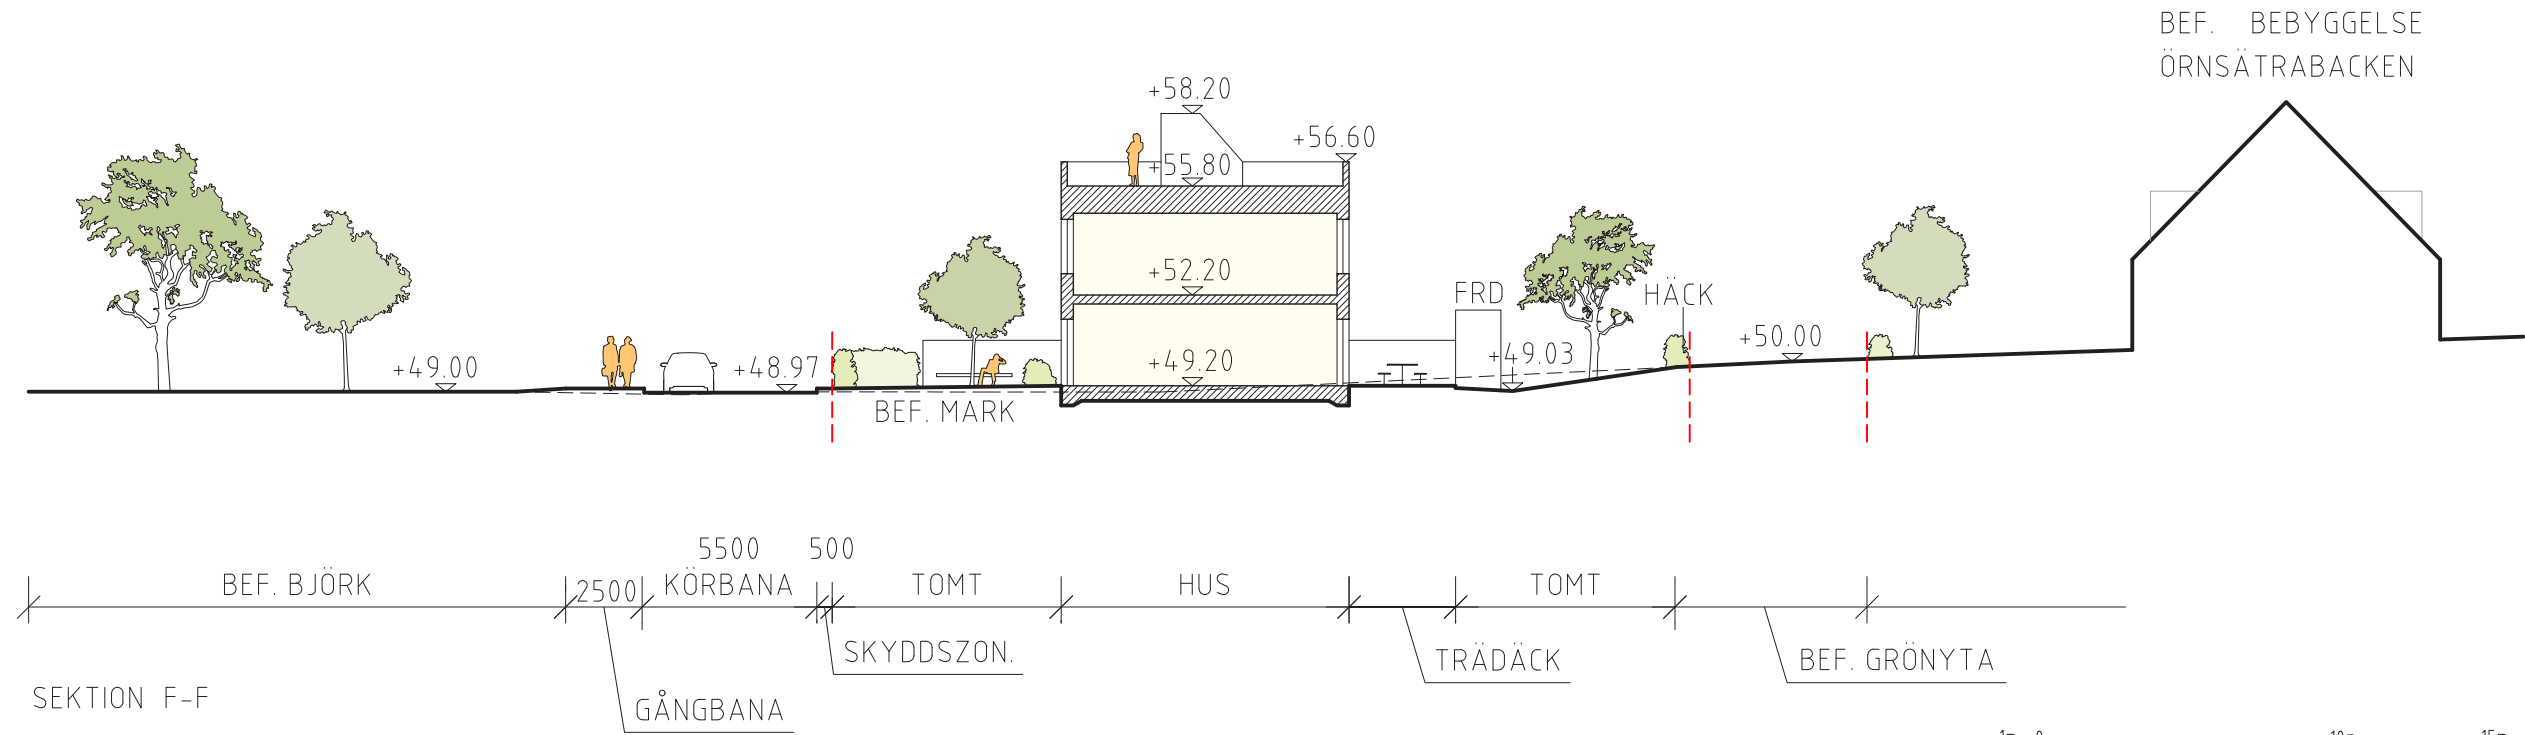 BEF. BEBYGGELSE
ÖRNSÄTRABACKEN
+58.20
+56.60
+55.80
+52.20
FRD
HÄCK
+50.00
+49.00
+48.97
+49.20
+49.03
BEF. MARK
5500
500
BEF. BJÖRK
2500
KÖRBANA
TOMT
HUS
TOMT
SKYDDSZON.
TRÄDÄCK
BEF. GRÖNYTA
SEKTION F-F
GÅNGBANA